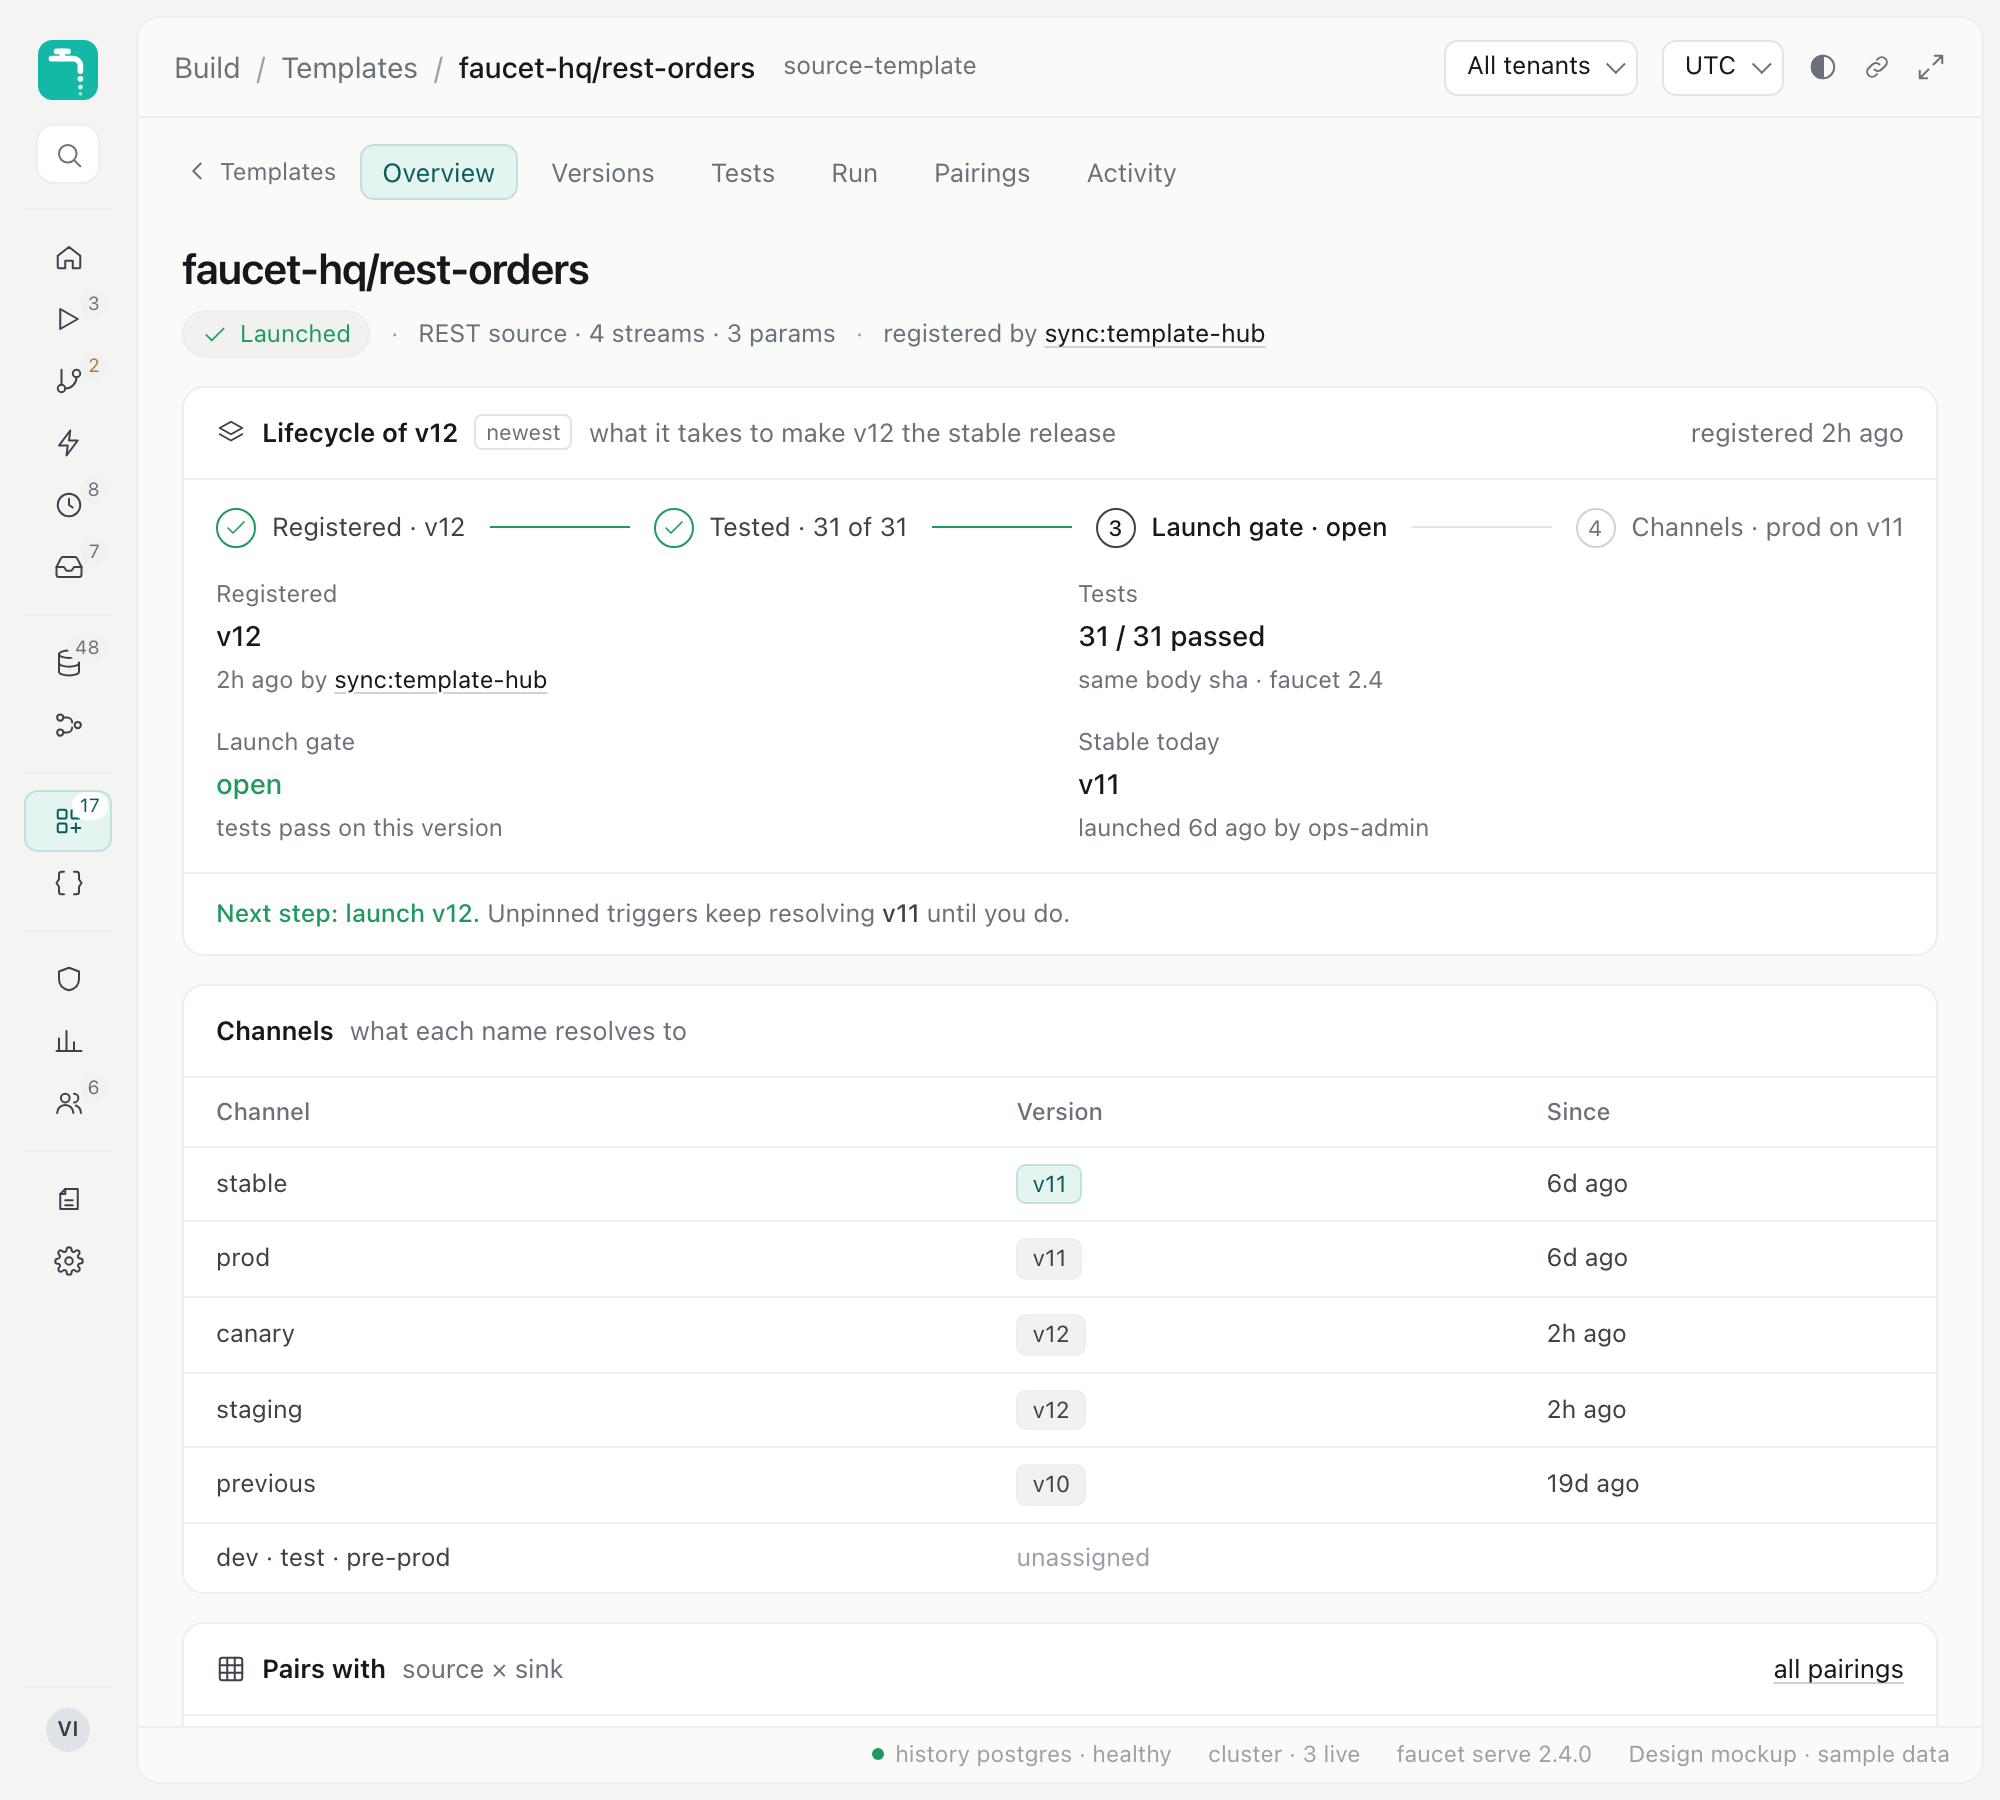 Build / Templates / faucet-hq/rest-orders source-template
All tenants UTC
Templates Overview Versions Tests Run Pairings Activity
faucet-hq/rest-orders
Launched · REST source · 4 streams · 3 params · registered by sync:template-hub
Lifecycle of v12 newest what it takes to make v12 the stable release registered 2h ago
Registered · v12 Tested · 31 of 31 3 Launch gate · open 4 Channels · prod on v11
Registered Tests
v12 31 / 31 passed
2h ago by sync:template-hub same body sha · faucet 2.4
Launch gate Stable today
open v11
tests pass on this version launched 6d ago by ops-admin
Next step: launch v12. Unpinned triggers keep resolving v11 until you do.
Channels what each name resolves to
Channel Version Since
stable v11 6d ago
prod v11 6d ago
canary v12 2h ago
staging v12 2h ago
previous v10 19d ago
dev · test · pre-prod unassigned
Pairs with source × sink all pairings
history postgres · healthy cluster · 3 live faucet serve 2.4.0 Design mockup · sample data
3
2
8
7
48
17
6
VI